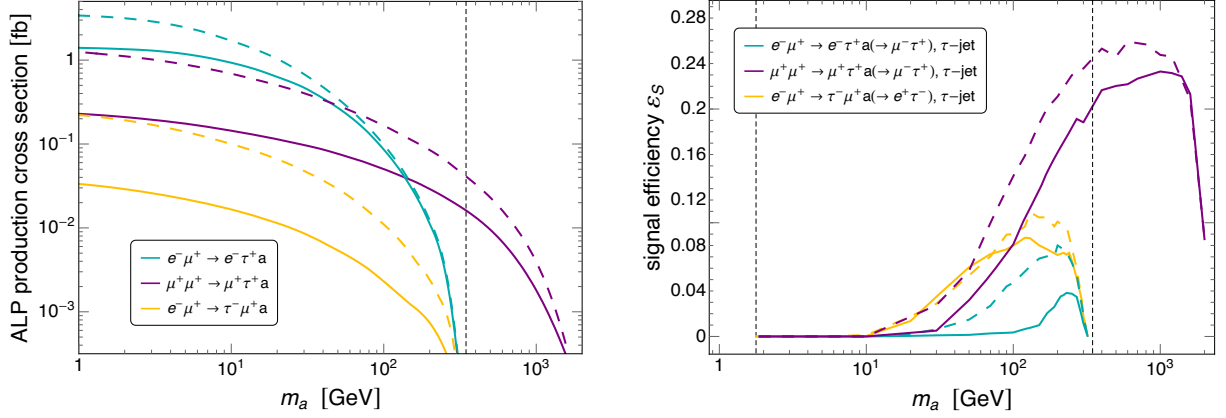 ALP production cross section [fb]
1
10⁻¹
10⁻²
10⁻³
e⁻μ⁺ → e⁻τ⁺a
μ⁺μ⁺ → μ⁺τ⁺a
e⁻μ⁺ → τ⁻μ⁺a
1
10¹
10²
10³
mₐ [GeV]
signal efficiency εS
0.28
0.24
0.2
0.16
0.12
0.08
0.04
0
e⁻μ⁺ → e⁻τ⁺a(→ μ⁻τ⁺), τ−jet
μ⁺μ⁺ → μ⁺τ⁺a(→ μ⁻τ⁺), τ−jet
e⁻μ⁺ → τ⁻μ⁺a(→ e⁺τ⁻), τ−jet
1
10¹
10²
10³
mₐ [GeV]